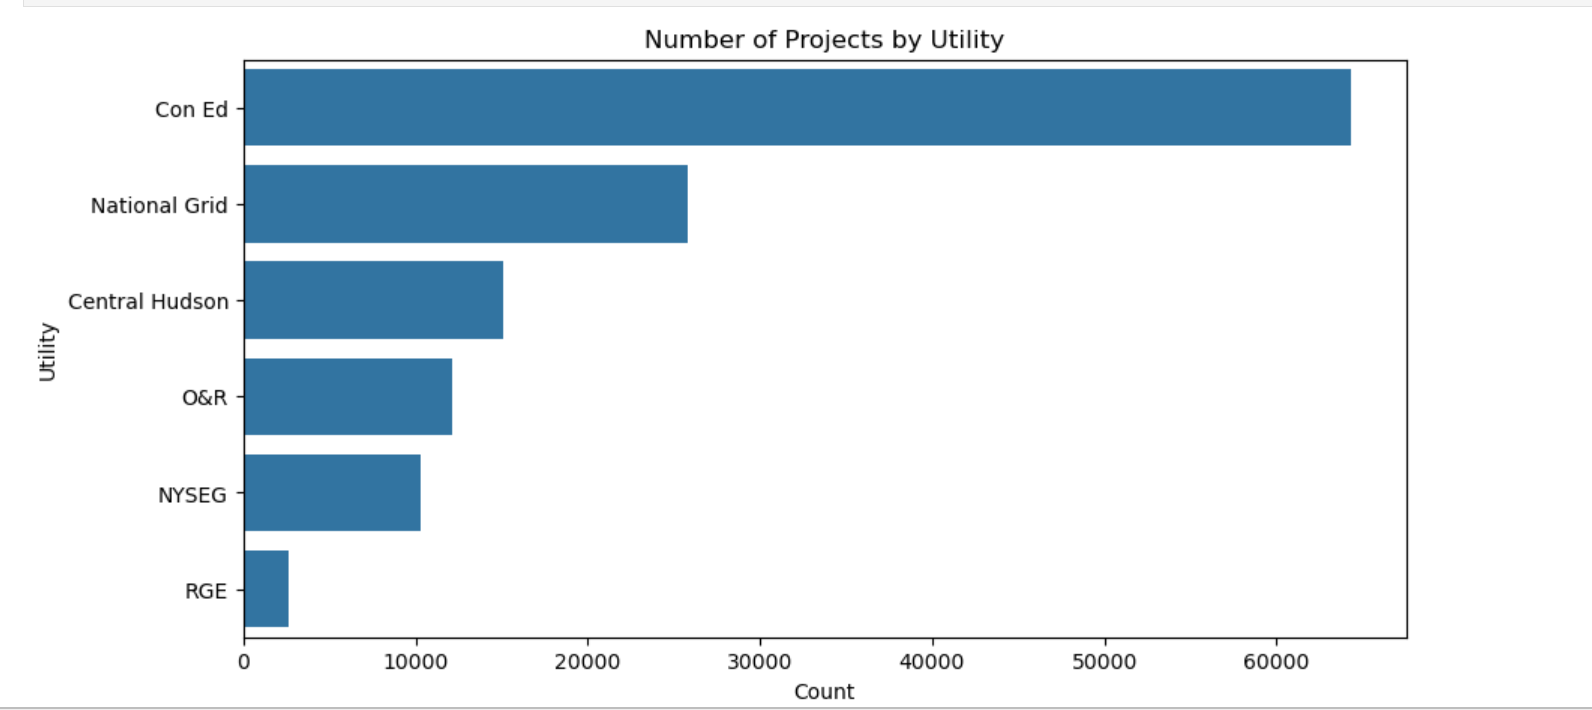 Number of Projects by Utility
Con Ed
National Grid
Central Hudson
Utility
O&R
NYSEG
RGE
0 10000 20000 30000 40000 50000 60000
Count